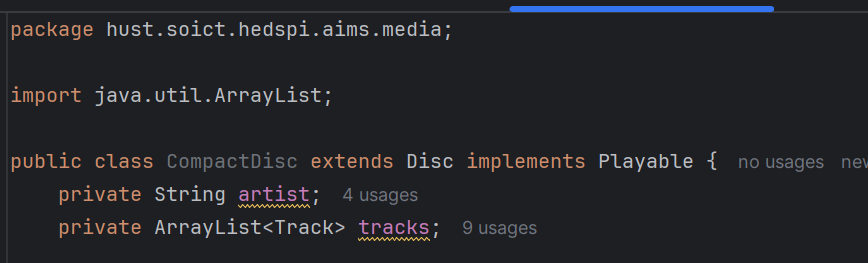 package hust.soict.hedspi.aims.media;
import java.util.ArrayList;
public class CompactDisc extends Disc implements Playable { no usages nev
private String artist; 4 usages
private ArrayList<Track> tracks; 9 usages